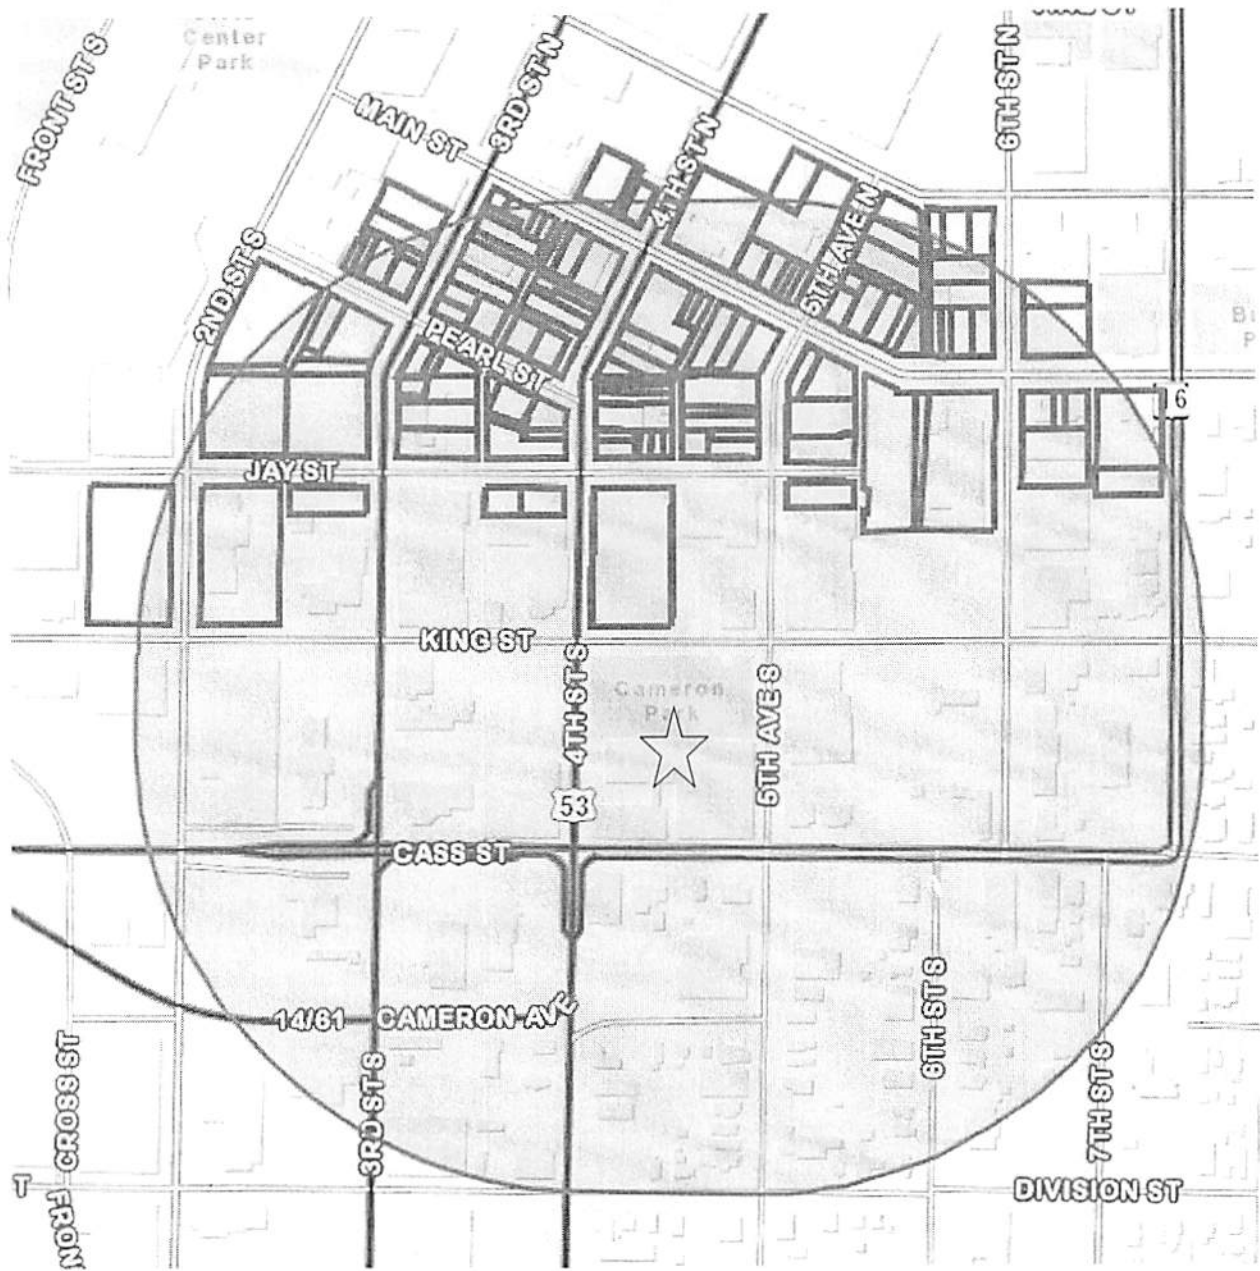 Center
Park
FRONT ST S
3RD ST N
6TH ST N
MAIN ST
4TH ST N
5TH AVE N
2ND ST S
PEARL ST
6
JAY ST
KING ST
4TH ST S
Cameron
Park
5TH AVE S
53
CASS ST
14/61
CAMERON AVE
6TH ST S
CROSS ST
3RD ST S
7TH ST S
T
DIVISION ST
FRON